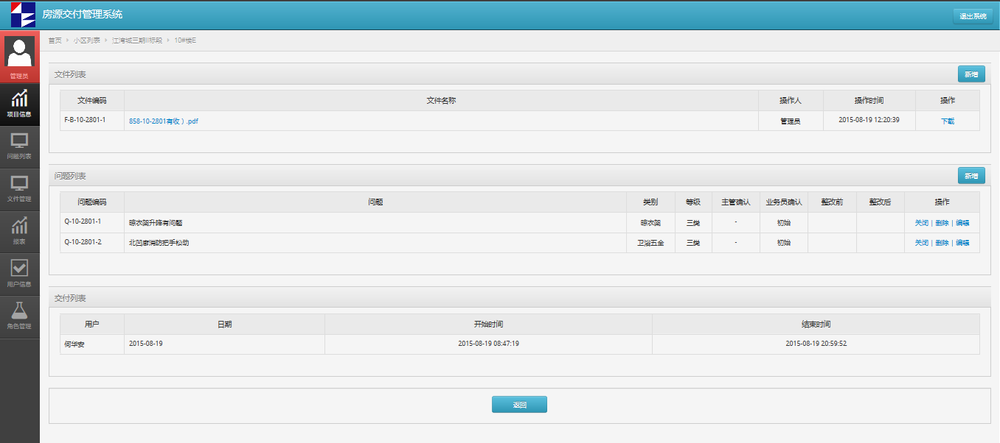 房源交付管理系统
退出系统
首页 小区列表 江湾城三期II标段 10#楼E
管理员
项目信息
问题列表
文件管理
报表
用户信息
角色管理
文件列表 新增
文件编码 文件名称 操作人 操作时间 操作
F-B-10-2801-1 858-10-2801有收）.pdf 管理员 2015-08-19 12:20:39 下载
问题列表 新增
问题编码 问题 类别 等级 主管确认 业务员确认 整改前 整改后 操作
Q-10-2801-1 晾衣架升降有问题 晾衣架 三类 - 初始 关闭 | 删除 | 编辑
Q-10-2801-2 北凹廊消防把手松动 卫浴五金 三类 - 初始 关闭 | 删除 | 编辑
交付列表
用户 日期 开始时间 结束时间
何华安 2015-08-19 2015-08-19 08:47:19 2015-08-19 20:59:52
返回